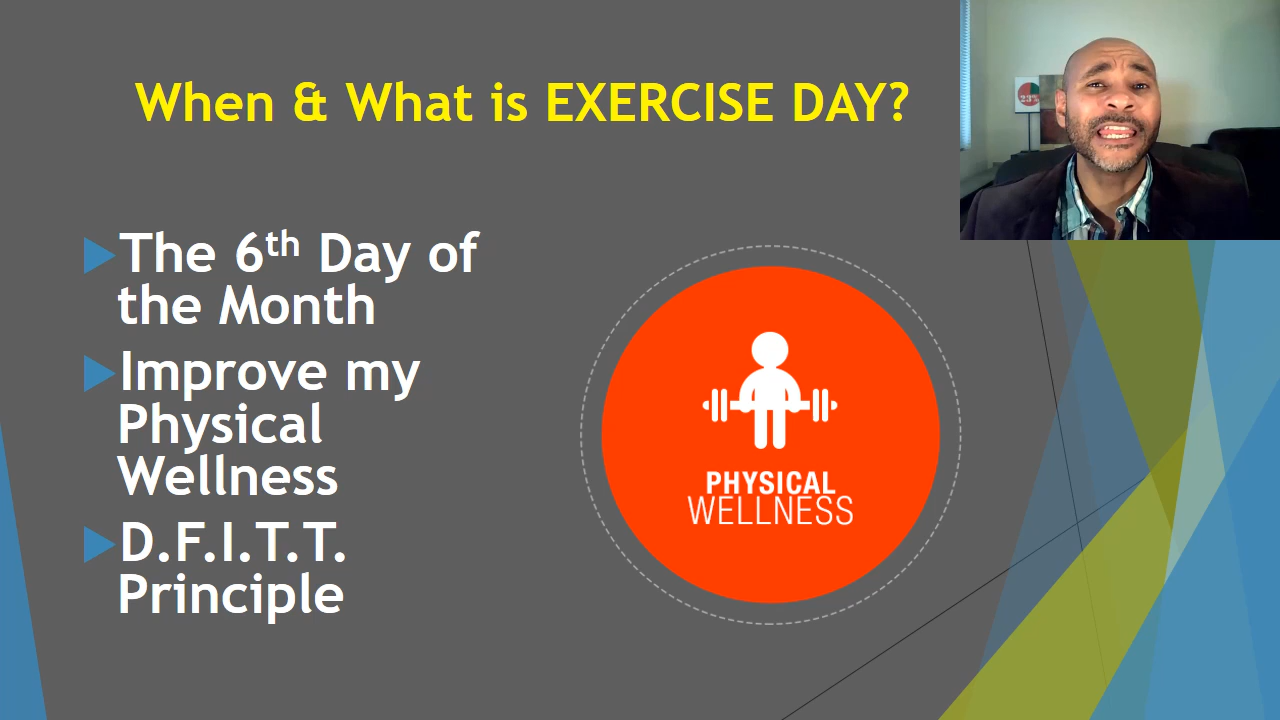 When & What is EXERCISE DAY?
The 6th Day of
the Month
Improve my
Physical
Wellness
D.F.I.T.T.
Principle
PHYSICAL
WELLNESS